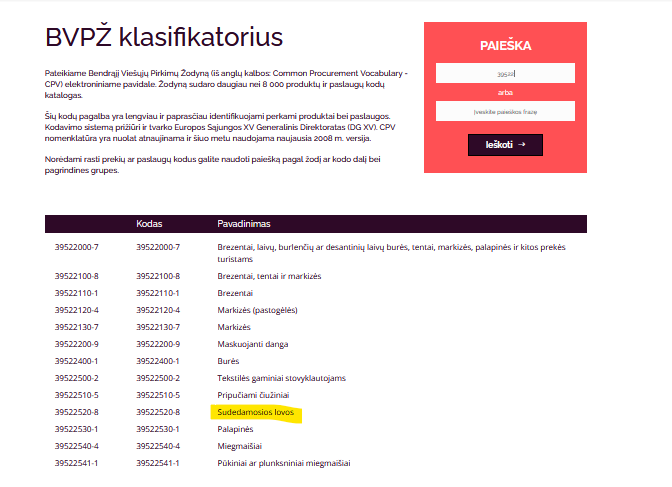 BVPŽ klasifikatorius
Pateikiame Bendrąjį Viešųjų Pirkimų Žodyną (iš anglų kalbos: Common Procurement Vocabulary -
CPV) elektroniniame pavidale. Žodyną sudaro daugiau nei 8 000 produktų ir paslaugų kodų
katalogas.
Šių kodų pagalba yra lengviau ir paprasčiau identifikuojami perkami produktai bei paslaugos.
Kodavimo sistemą prižiūri ir tvarko Europos Sąjungos XV Generalinis Direktoratas (DG XV). CPV
nomenklatūra yra nuolat atnaujinama ir šiuo metu naudojama naujausia 2008 m. versija.
Norėdami rasti prekių ar paslaugų kodus galite naudoti paiešką pagal žodį ar kodo dalį bei
pagrindines grupes.
PAIEŠKA
39522
arba
Įveskite paieškos frazę
Ieškoti →
Kodas Pavadinimas
39522000-7 39522000-7 Brezentai, laivų, burlenčių ar desantinių laivų burės, tentai, markizės, palapinės ir kitos prekės
turistams
39522100-8 39522100-8 Brezentai, tentai ir markizės
39522110-1 39522110-1 Brezentai
39522120-4 39522120-4 Markizės (pastogėlės)
39522130-7 39522130-7 Markizės
39522200-9 39522200-9 Maskuojanti danga
39522400-1 39522400-1 Burės
39522500-2 39522500-2 Tekstilės gaminiai stovyklautojams
39522510-5 39522510-5 Pripučiami čiužiniai
39522520-8 39522520-8 Sudedamosios lovos
39522530-1 39522530-1 Palapinės
39522540-4 39522540-4 Miegmaišiai
39522541-1 39522541-1 Pūkiniai ar plunksniniai miegmaišiai